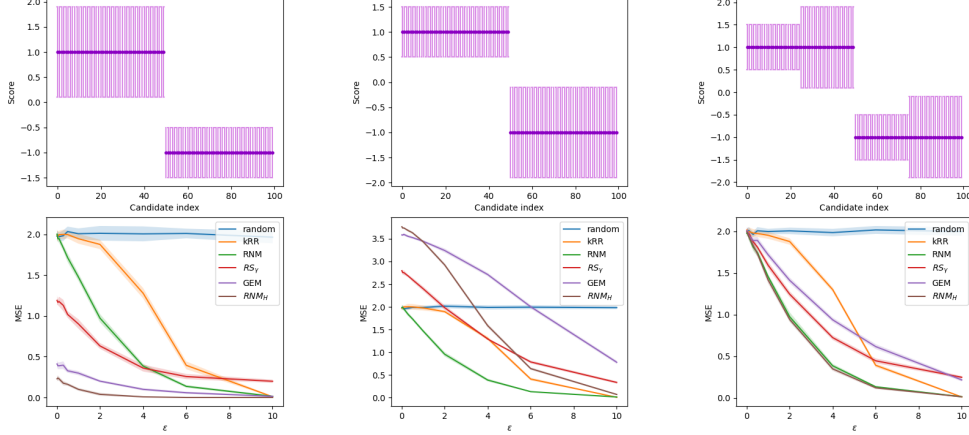 2.0
1.5
1.0
0.5
0.0
−0.5
−1.0
−1.5
Score
0 20 40 60 80 100
Candidate index
1.5
1.0
0.5
0.0
−0.5
−1.0
−1.5
−2.0
Score
0 20 40 60 80 100
Candidate index
2.0
1.5
1.0
0.5
0.0
−0.5
−1.0
−1.5
−2.0
Score
0 20 40 60 80 100
Candidate index
2.0
1.5
1.0
0.5
0.0
MSE
random
kRR
RNM
RSγ
GEM
RNM_H
0 2 4 6 8 10
ε
3.5
3.0
2.5
2.0
1.5
1.0
0.5
0.0
MSE
random
kRR
RNM
RSγ
GEM
RNM_H
0 2 4 6 8 10
ε
2.0
1.5
1.0
0.5
0.0
MSE
random
kRR
RNM
RSγ
GEM
RNM_H
0 2 4 6 8 10
ε